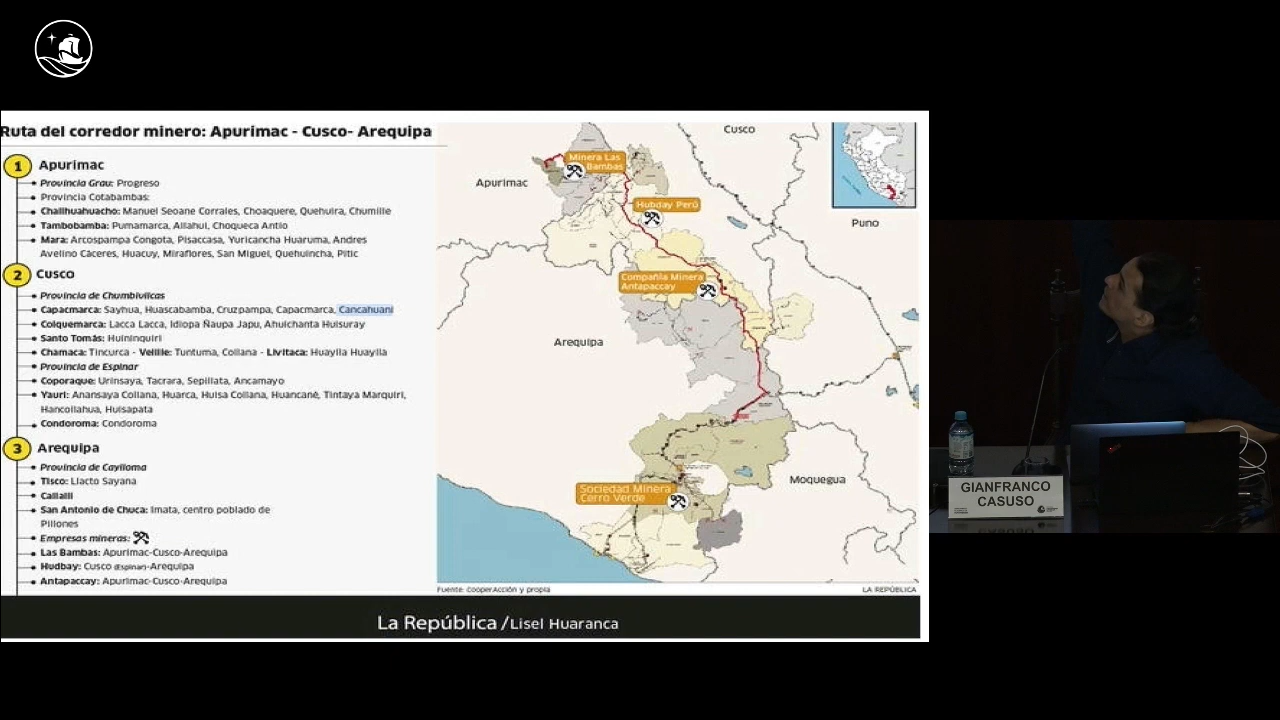 Ruta del corredor minero: Apurimac - Cusco- Arequipa
1 Apurimac
Provincia Grau: Progreso
Provincia Cotabambas:
Challhuahuacho: Manuel Seoane Corrales, Choaquere, Quehuira, Chumille
Tambobamba: Pumamarca, Allahui, Choqueca Antio
Mara: Arcospampa Congota, Pisaccasa, Yuricancha Huaruma, Andres
Avelino Cáceres, Huacuy, Miraflores, San Miguel, Quehuincha, Pitic
2 Cusco
Provincia de Chumbivilcas
Capacmarca: Sayhua, Huascabamba, Cruzpampa, Capacmarca, Cancahuani
Colquemarca: Lacca Lacca, Idiopa Ñaupa Japu, Ahuichanta Huisuray
Santo Tomás: Huininquiri
Chamaca: Tincurca - Velille: Tuntuma, Collana - Livitaca: Huaylla Huaylla
Provincia de Espinar
Coporaque: Urinsaya, Tacrara, Sepillata, Ancamayo
Yauri: Anansaya Collana, Huarca, Huisa Collana, Huancané, Tintaya Marquiri,
Hancollahua, Huisapata
Condoroma: Condoroma
3 Arequipa
Provincia de Caylloma
Tisco: Llacto Sayana
Callalli
San Antonio de Chuca: Imata, centro poblado de
Pillones
Empresas mineras:
Las Bambas: Apurimac-Cusco-Arequipa
Hudbay: Cusco (Espinar)-Arequipa
Antapaccay: Apurimac-Cusco-Arequipa
Cusco
Minera Las
Bambas
Apurimac
Hubday Perú
Puno
Compañia Minera
Antapaccay
Arequipa
Moquegua
Sociedad Minera
Cerro Verde
Fuente: CooperAcción y propia
LA REPÚBLICA
La República /Lisel Huaranca
GIANFRANCO
CASUSO